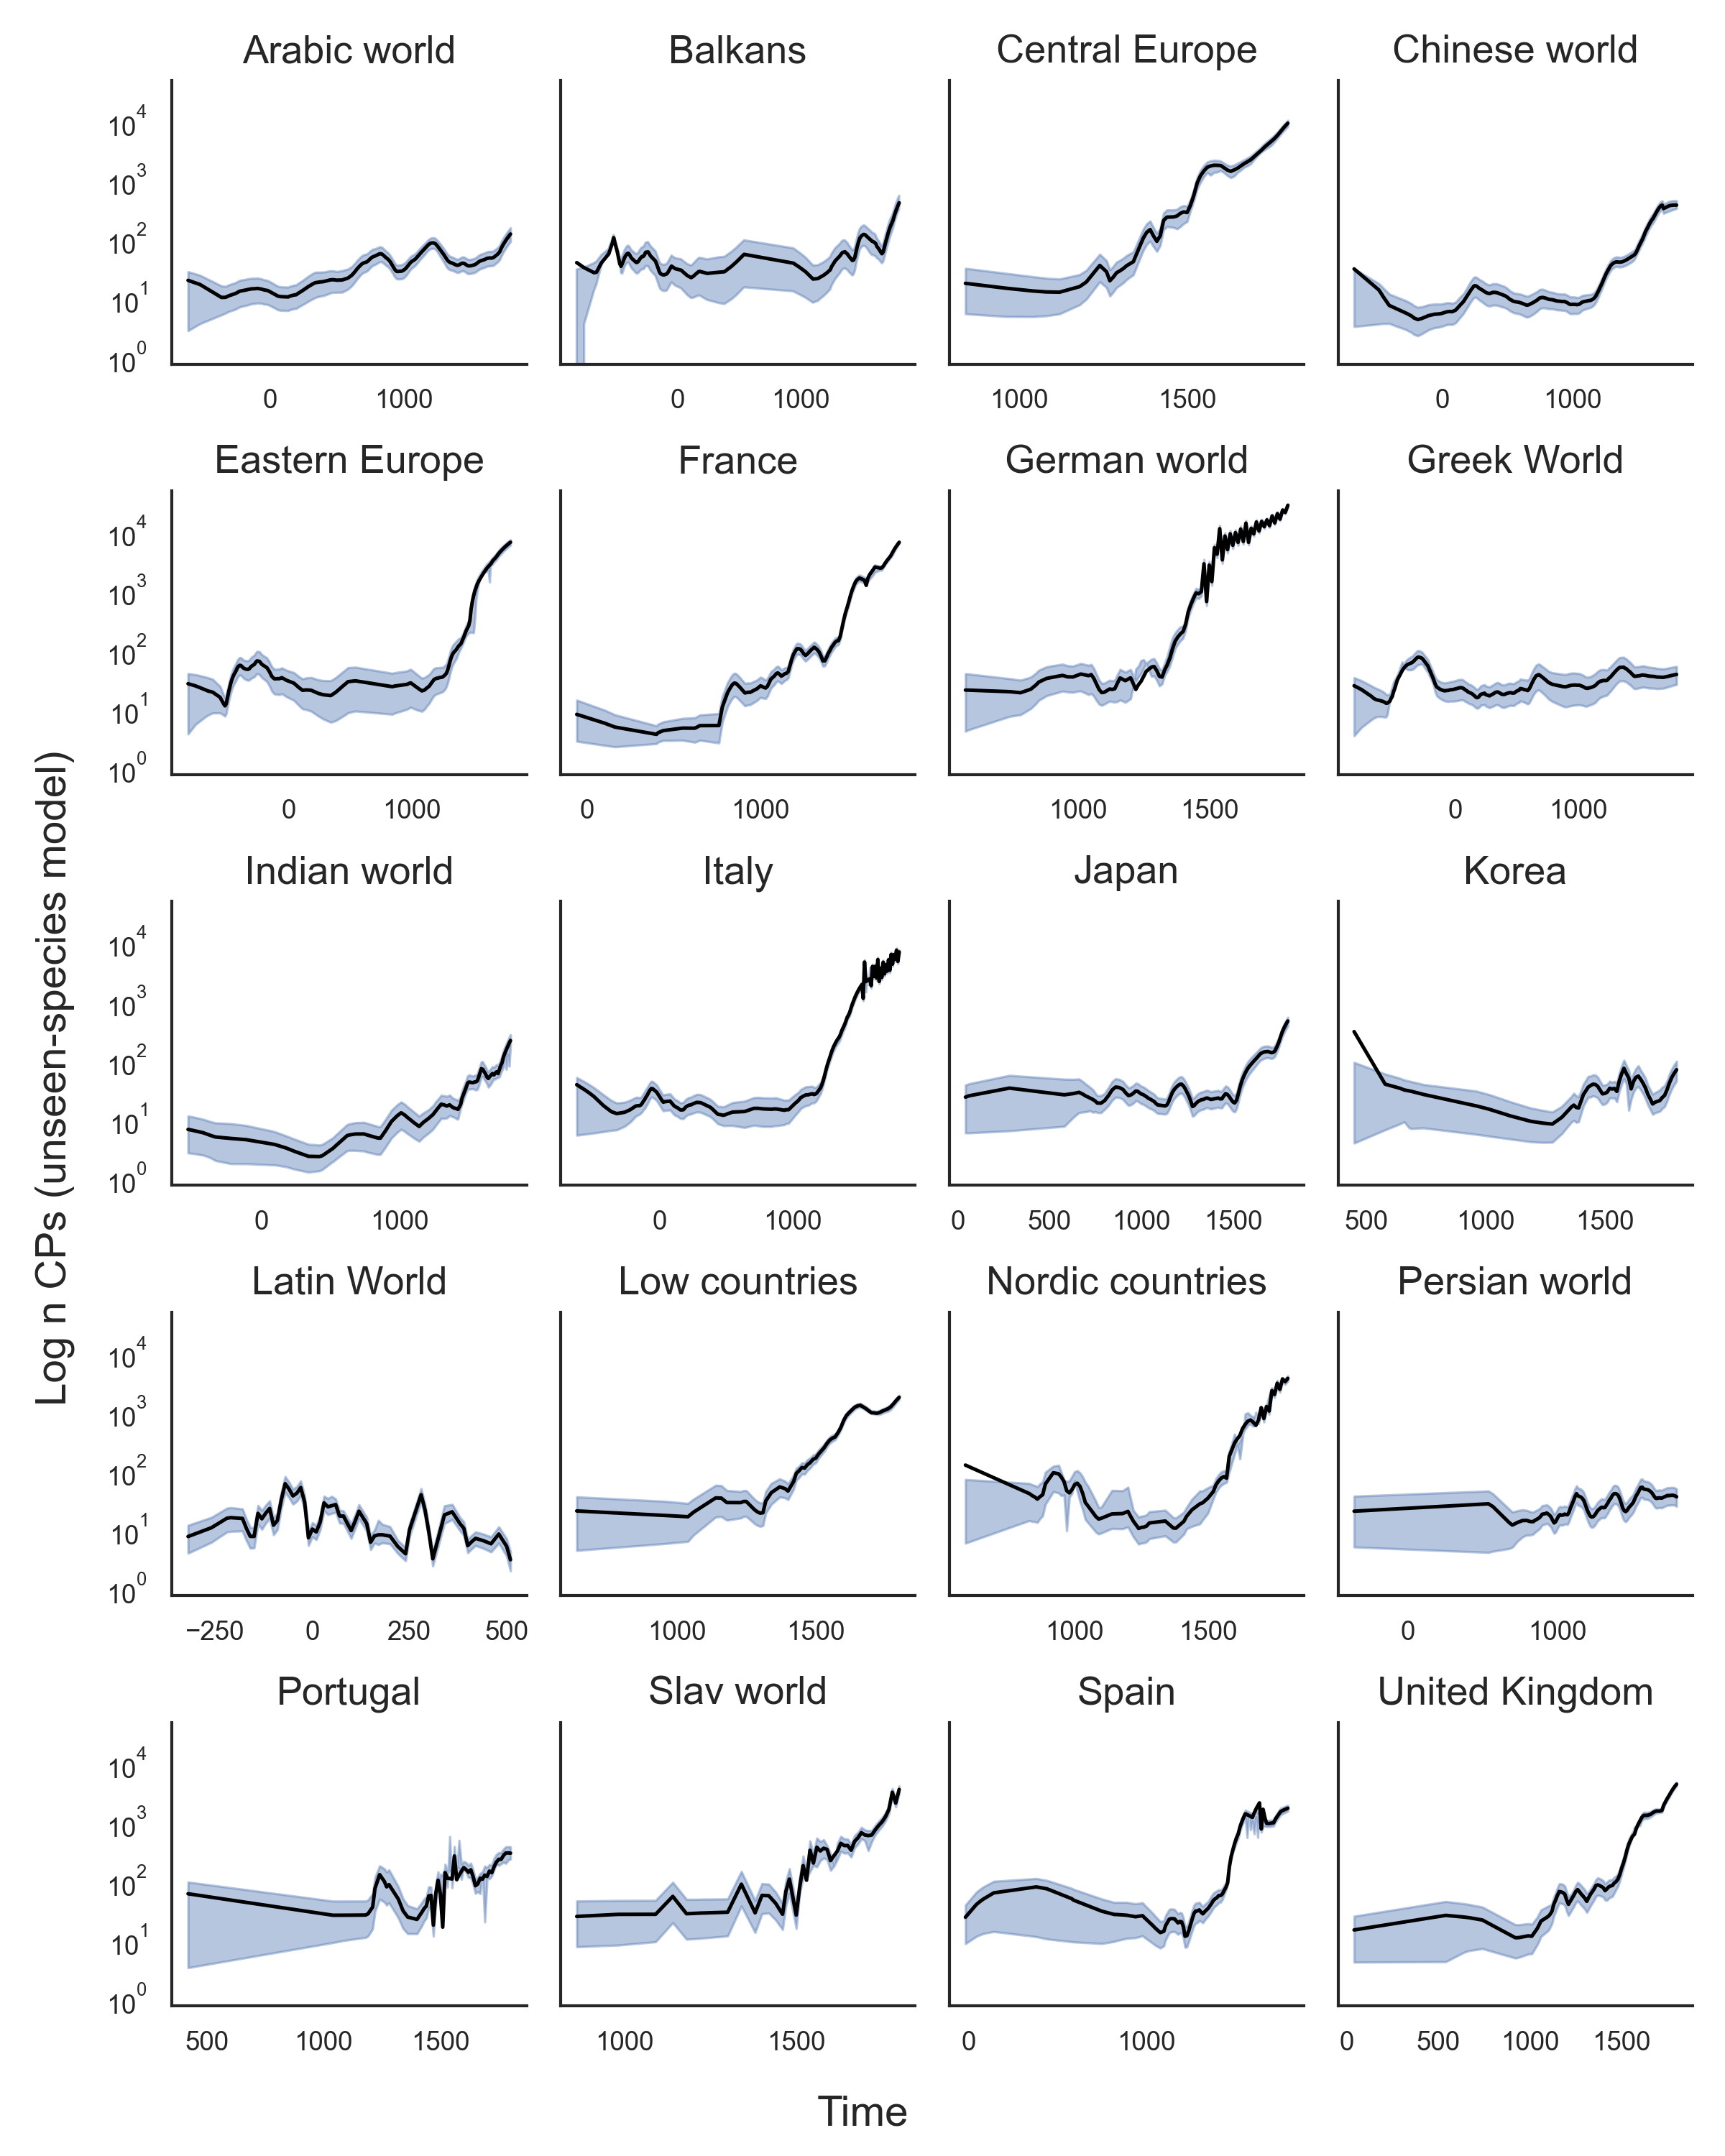 Arabic world Balkans Central Europe Chinese world
10^4
10^3
10^2
10^1
10^0
0 1000 0 1000 1000 1500 0 1000
Eastern Europe France German world Greek World
10^4
10^3
10^2
10^1
10^0
0 1000 0 1000 1000 1500 0 1000
Indian world Italy Japan Korea
10^4
10^3
10^2
10^1
10^0
0 1000 0 1000 0 500 1000 1500 500 1000 1500
Latin World Low countries Nordic countries Persian world
10^4
10^3
10^2
10^1
10^0
−250 0 250 500 1000 1500 1000 1500 0 1000
Portugal Slav world Spain United Kingdom
10^4
10^3
10^2
10^1
10^0
500 1000 1500 1000 1500 0 1000 0 500 1000 1500
Log n CPs (unseen-species model)
Time